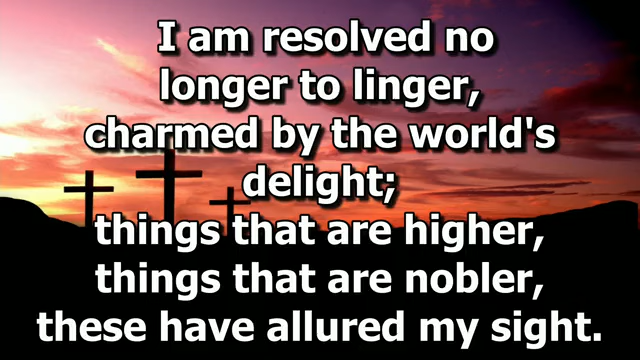 I am resolved no
longer to linger,
charmed by the world's
delight;
things that are higher,
things that are nobler,
these have allured my sight.